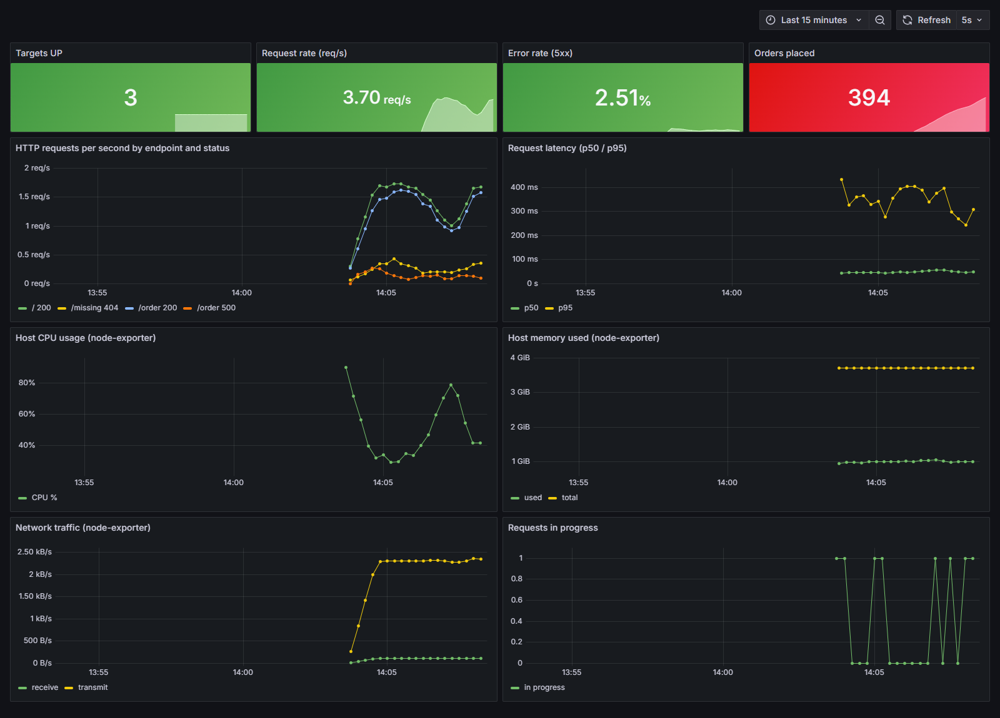 Last 15 minutes Refresh 5s
Targets UP
3
Request rate (req/s)
3.70 req/s
Error rate (5xx)
2.51%
Orders placed
394
HTTP requests per second by endpoint and status
2 req/s
1.5 req/s
1 req/s
0.5 req/s
0 req/s
13:55 14:00 14:05
/ 200 /missing 404 /order 200 /order 500
Request latency (p50 / p95)
400 ms
300 ms
200 ms
100 ms
0 s
13:55 14:00 14:05
p50 p95
Host CPU usage (node-exporter)
80%
60%
40%
13:55 14:00 14:05
CPU %
Host memory used (node-exporter)
4 GiB
3 GiB
2 GiB
1 GiB
13:55 14:00 14:05
used total
Network traffic (node-exporter)
2.50 kB/s
2 kB/s
1.50 kB/s
1 kB/s
500 B/s
0 B/s
13:55 14:00 14:05
receive transmit
Requests in progress
1
0.8
0.6
0.4
0.2
0
13:55 14:00 14:05
in progress